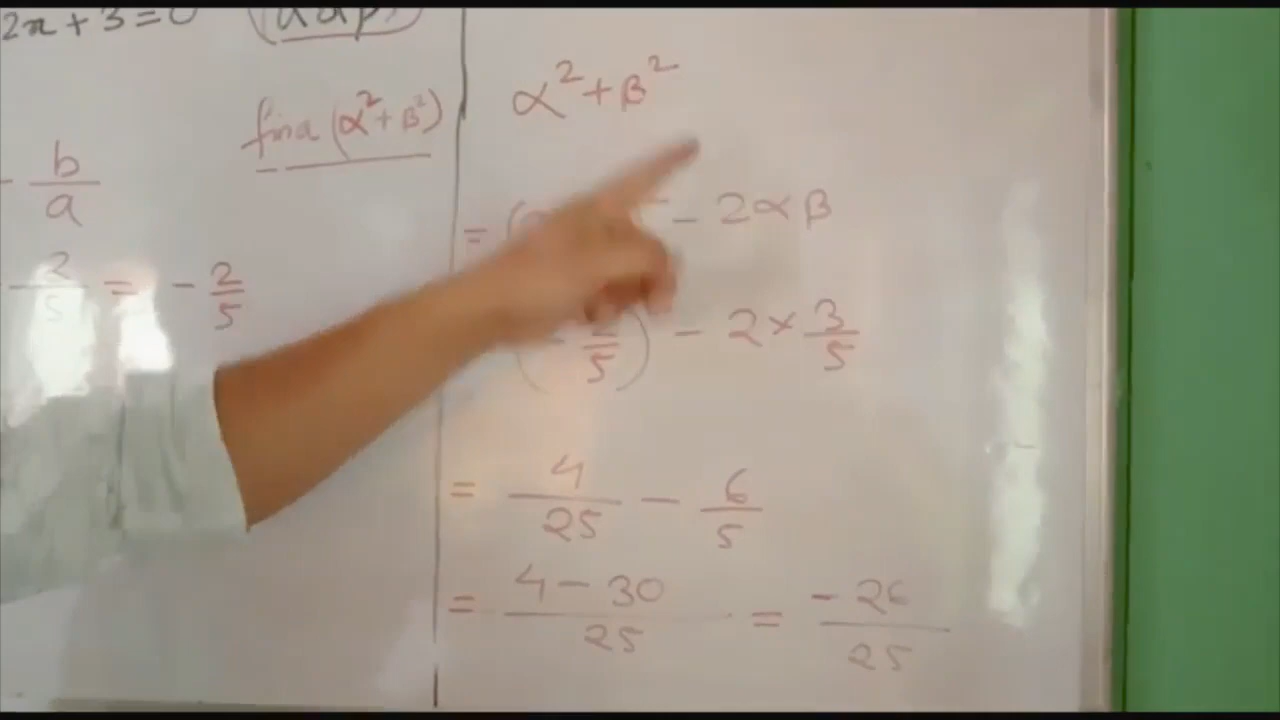 2x + 3 = 0
find (α² + β²)
- b/a
2/5 = - 2/5
α² + β²
= ( - 2αβ
(- 2/5) - 2 × 3/5
= 4/25 - 6/5
= 4 - 30/25 = - 26/25